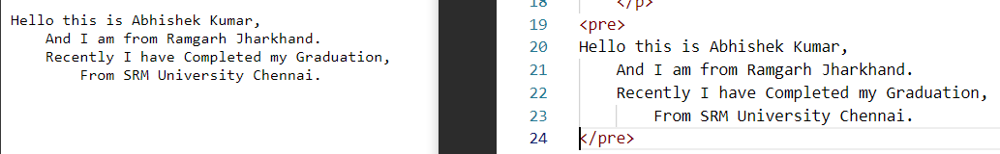 Hello this is Abhishek Kumar,
    And I am from Ramgarh Jharkhand.
    Recently I have Completed my Graduation,
        From SRM University Chennai.
18     </p>
19 <pre>
20 Hello this is Abhishek Kumar,
21     And I am from Ramgarh Jharkhand.
22     Recently I have Completed my Graduation,
23         From SRM University Chennai.
24 </pre>